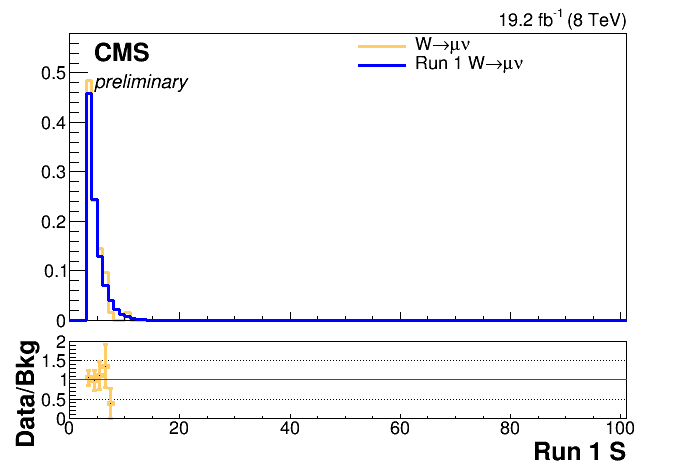 19.2 fb-1 (8 TeV)
CMS
preliminary
W→μν
Run 1 W→μν
0.5
0.4
0.3
0.2
0.1
0
2
1.5
1
0.5
0
Data/Bkg
0 20 40 60 80 100
Run 1 S